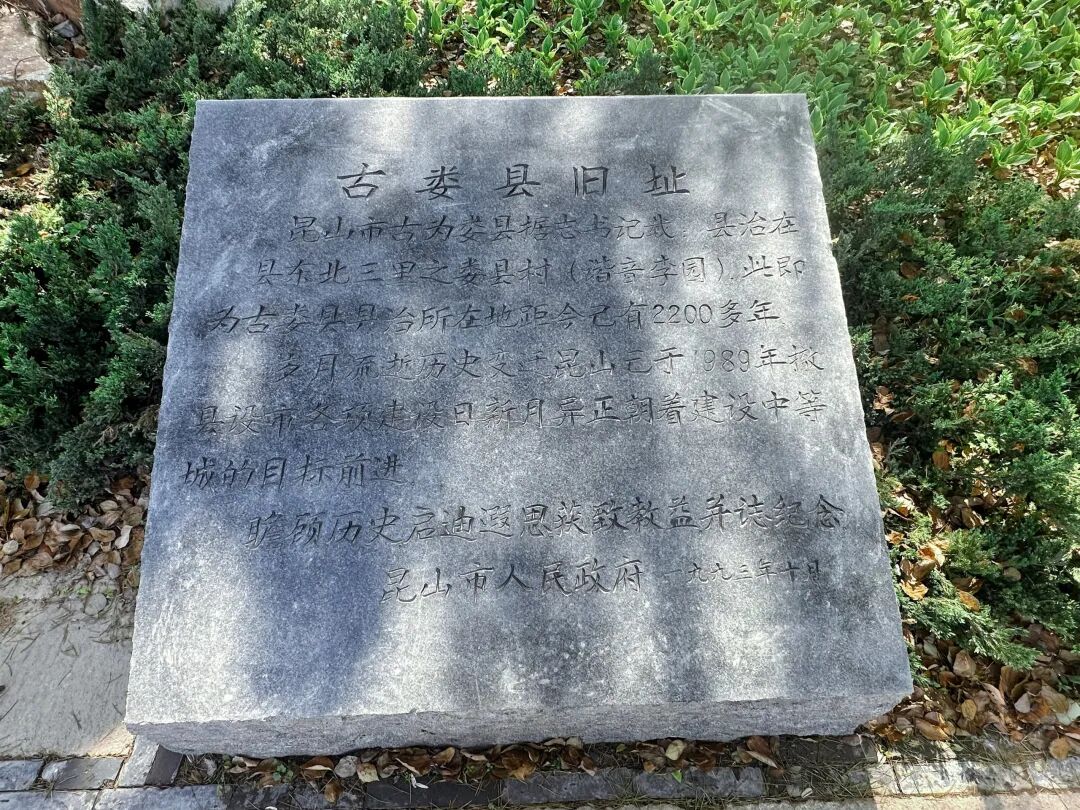 古娄县旧址
昆山市古为娄县据志书记载 县治在
县东北三里之娄县村（谐音李园）,此即
为古娄县县治所在地距今已有2200多年
岁月流逝历史变迁昆山已于1989年撤
县设市各项建设日新月异正朝着建设中等
城的目标前进
瞻顾历史启迪遐思获致教益并志纪念
昆山市人民政府 一九九三年十月